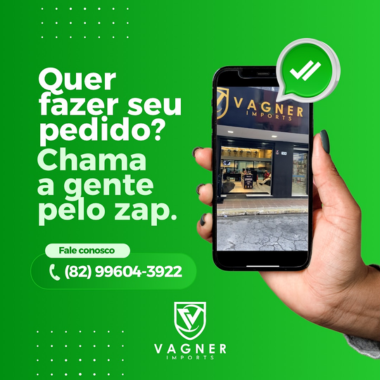 Quer
fazer seu
pedido?
Chama
a gente
pelo zap.
Fale conosco
(82) 99604-3922
VAGNER
IMPORTS
VAGNER
IMPORTS